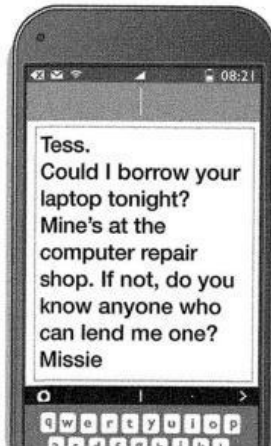 08:21
Tess.
Could I borrow your
laptop tonight?
Mine's at the
computer repair
shop. If not, do you
know anyone who
can lend me one?
Missie
q w e r t y u i o p